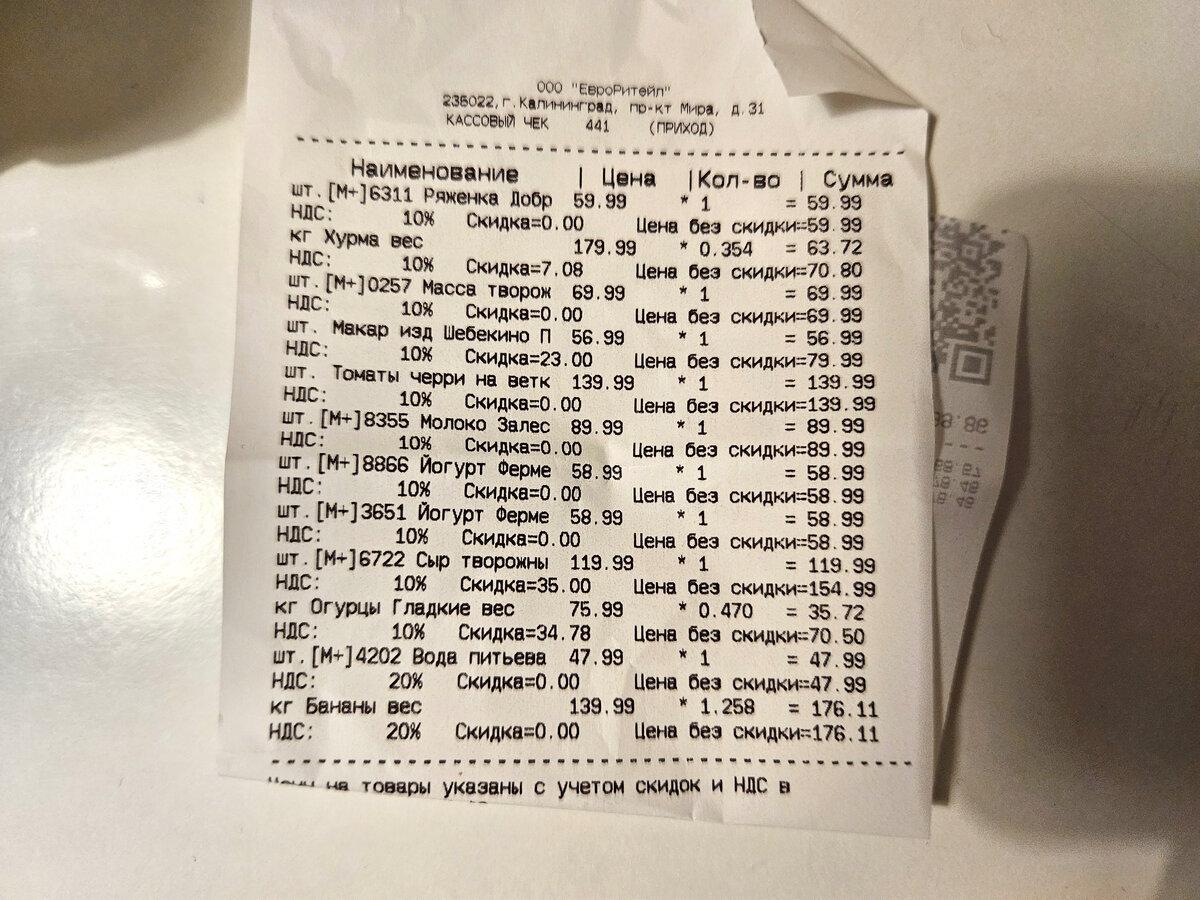 ООО "ЕвроРитейл"
236022,г.Калининград, пр-кт Мира, д.31
КАССОВЫЙ ЧЕК 441 (ПРИХОД)
Наименование | Цена |Кол-во | Сумма
шт.[М+]6311 Ряженка Добр 59.99 * 1 = 59.99
НДС: 10% Скидка=0.00 Цена без скидки=59.99
кг Хурма вес 179.99 * 0.354 = 63.72
НДС: 10% Скидка=7.08 Цена без скидки=70.80
шт.[М+]0257 Масса творож 69.99 * 1 = 69.99
НДС: 10% Скидка=0.00 Цена без скидки=69.99
шт. Макар изд Шебекино П 56.99 * 1 = 56.99
НДС: 10% Скидка=23.00 Цена без скидки=79.99
шт. Томаты черри на ветк 139.99 * 1 = 139.99
НДС: 10% Скидка=0.00 Цена без скидки=139.99
шт.[М+]8355 Молоко Залес 89.99 * 1 = 89.99
НДС: 10% Скидка=0.00 Цена без скидки=89.99
шт.[М+]8866 Йогурт Ферме 58.99 * 1 = 58.99
НДС: 10% Скидка=0.00 Цена без скидки=58.99
шт.[М+]3651 Йогурт Ферме 58.99 * 1 = 58.99
НДС: 10% Скидка=0.00 Цена без скидки=58.99
шт.[М+]6722 Сыр творожны 119.99 * 1 = 119.99
НДС: 10% Скидка=35.00 Цена без скидки=154.99
кг Огурцы Гладкие вес 75.99 * 0.470 = 35.72
НДС: 10% Скидка=34.78 Цена без скидки=70.50
шт.[М+]4202 Вода питьева 47.99 * 1 = 47.99
НДС: 20% Скидка=0.00 Цена без скидки=47.99
кг Бананы вес 139.99 * 1.258 = 176.11
НДС: 20% Скидка=0.00 Цена без скидки=176.11
на товары указаны с учетом скидок и НДС в